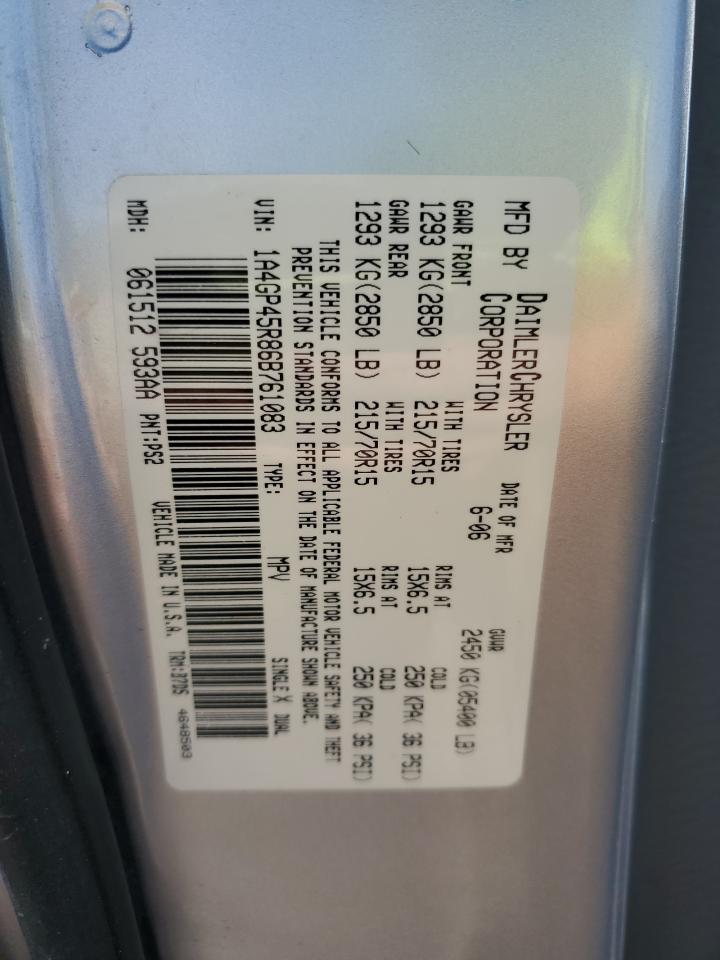 MFD BY DAIMLERCHRYSLER CORPORATION
DATE OF MFR 6-06
GVWR 2450 KG(05400 LB)
GAWR FRONT WITH TIRES RIMS AT COLD
1293 KG(2850 LB) 215/70R15 15X6.5 250 KPA( 36 PSI)
GAWR REAR WITH TIRES RIMS AT COLD
1293 KG(2850 LB) 215/70R15 15X6.5 250 KPA( 36 PSI)
THIS VEHICLE CONFORMS TO ALL APPLICABLE FEDERAL MOTOR VEHICLE SAFETY AND THEFT
PREVENTION STANDARDS IN EFFECT ON THE DATE OF MANUFACTURE SHOWN ABOVE.
VIN: 1A4GP45R86B761083 TYPE: MPV SINGLE X DUAL
MDH: 061512 593AA PNT:PS2 VEHICLE MADE IN U.S.A. TRM:B7D5 4648503